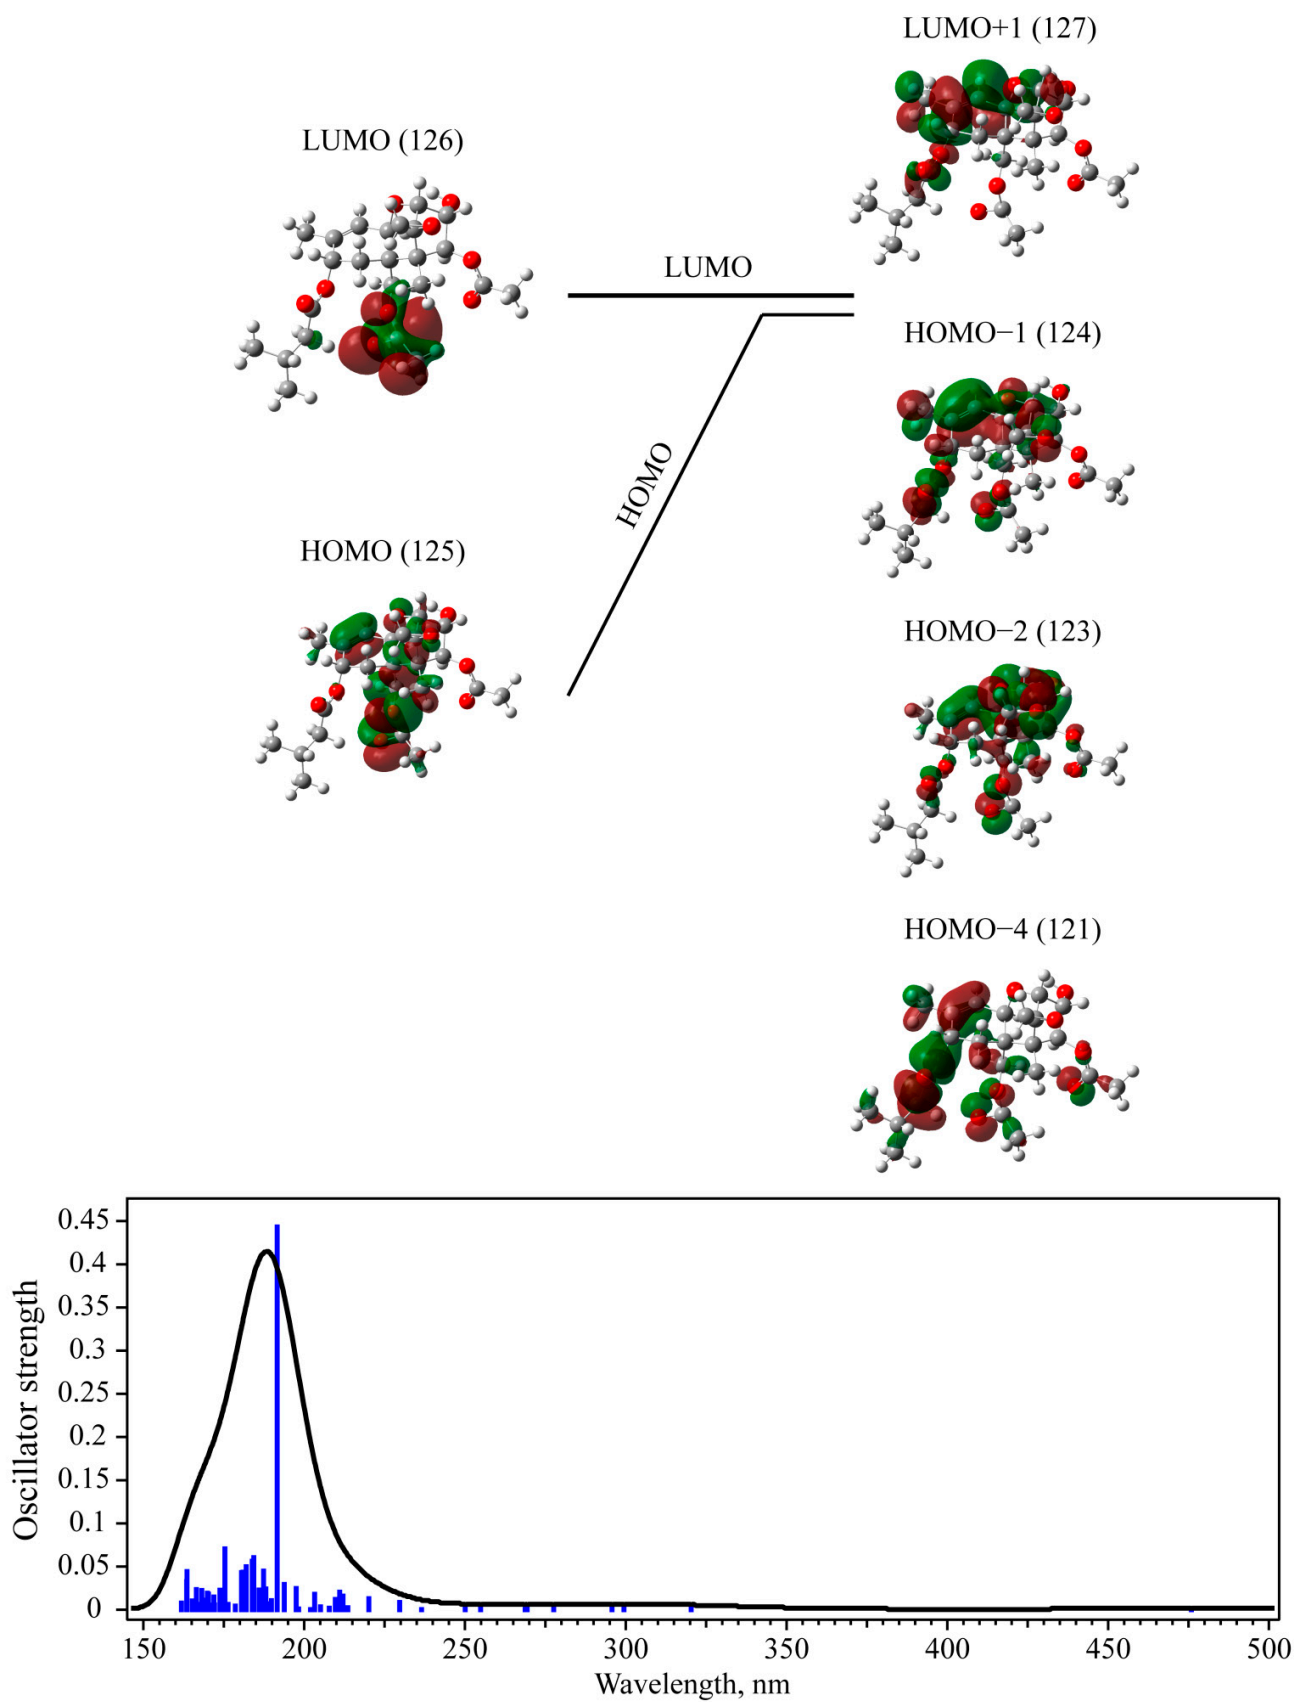 LUMO+1 (127)
LUMO (126)
LUMO
HOMO−1 (124)
HOMO
HOMO (125)
HOMO−2 (123)
HOMO−4 (121)
0.45
0.4
0.35
0.3
0.25
0.2
0.15
0.1
0.05
0
Oscillator strength
150 200 250 300 350 400 450 500
Wavelength, nm